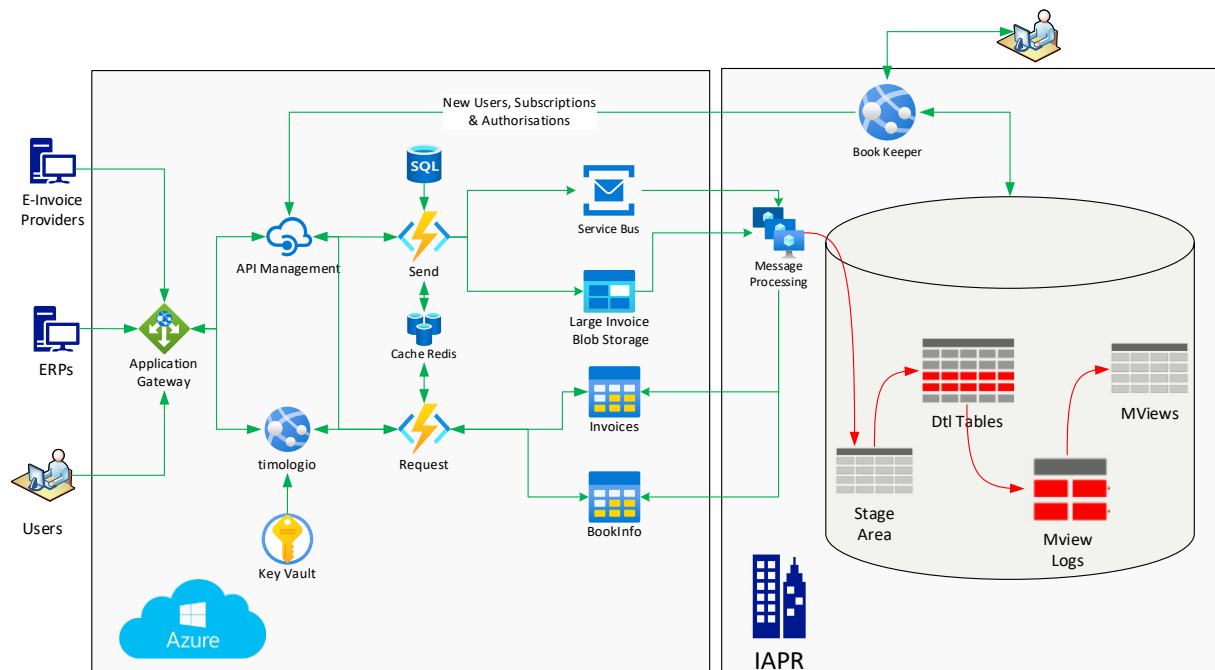 New Users, Subscriptions
& Authorisations
Book Keeper
E-Invoice
Providers
SQL
API Management
Send
Service Bus
Message
Processing
Large Invoice
Blob Storage
Cache Redis
ERPs
Application
Gateway
Dtl Tables
MViews
Invoices
timologio
Request
Stage
Area
Users
BookInfo
Mview
Logs
Key Vault
Azure
IAPR